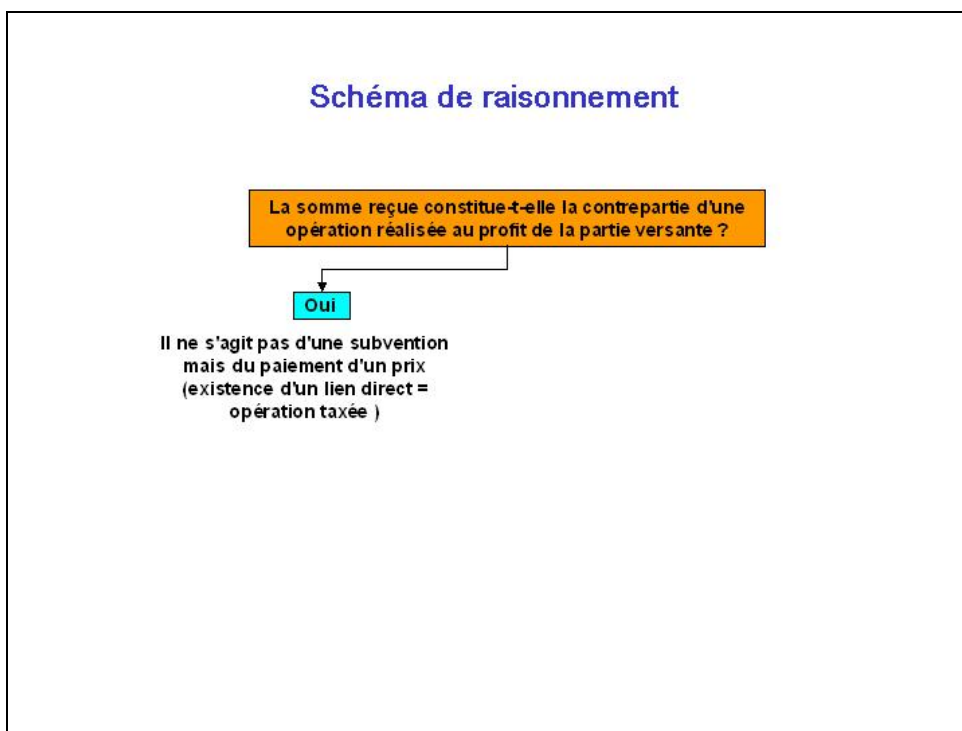 Schéma de raisonnement
La somme reçue constitue-t-elle la contrepartie d'une
opération réalisée au profit de la partie versante ?
Oui
Il ne s'agit pas d'une subvention
mais du paiement d'un prix
(existence d'un lien direct =
opération taxée )